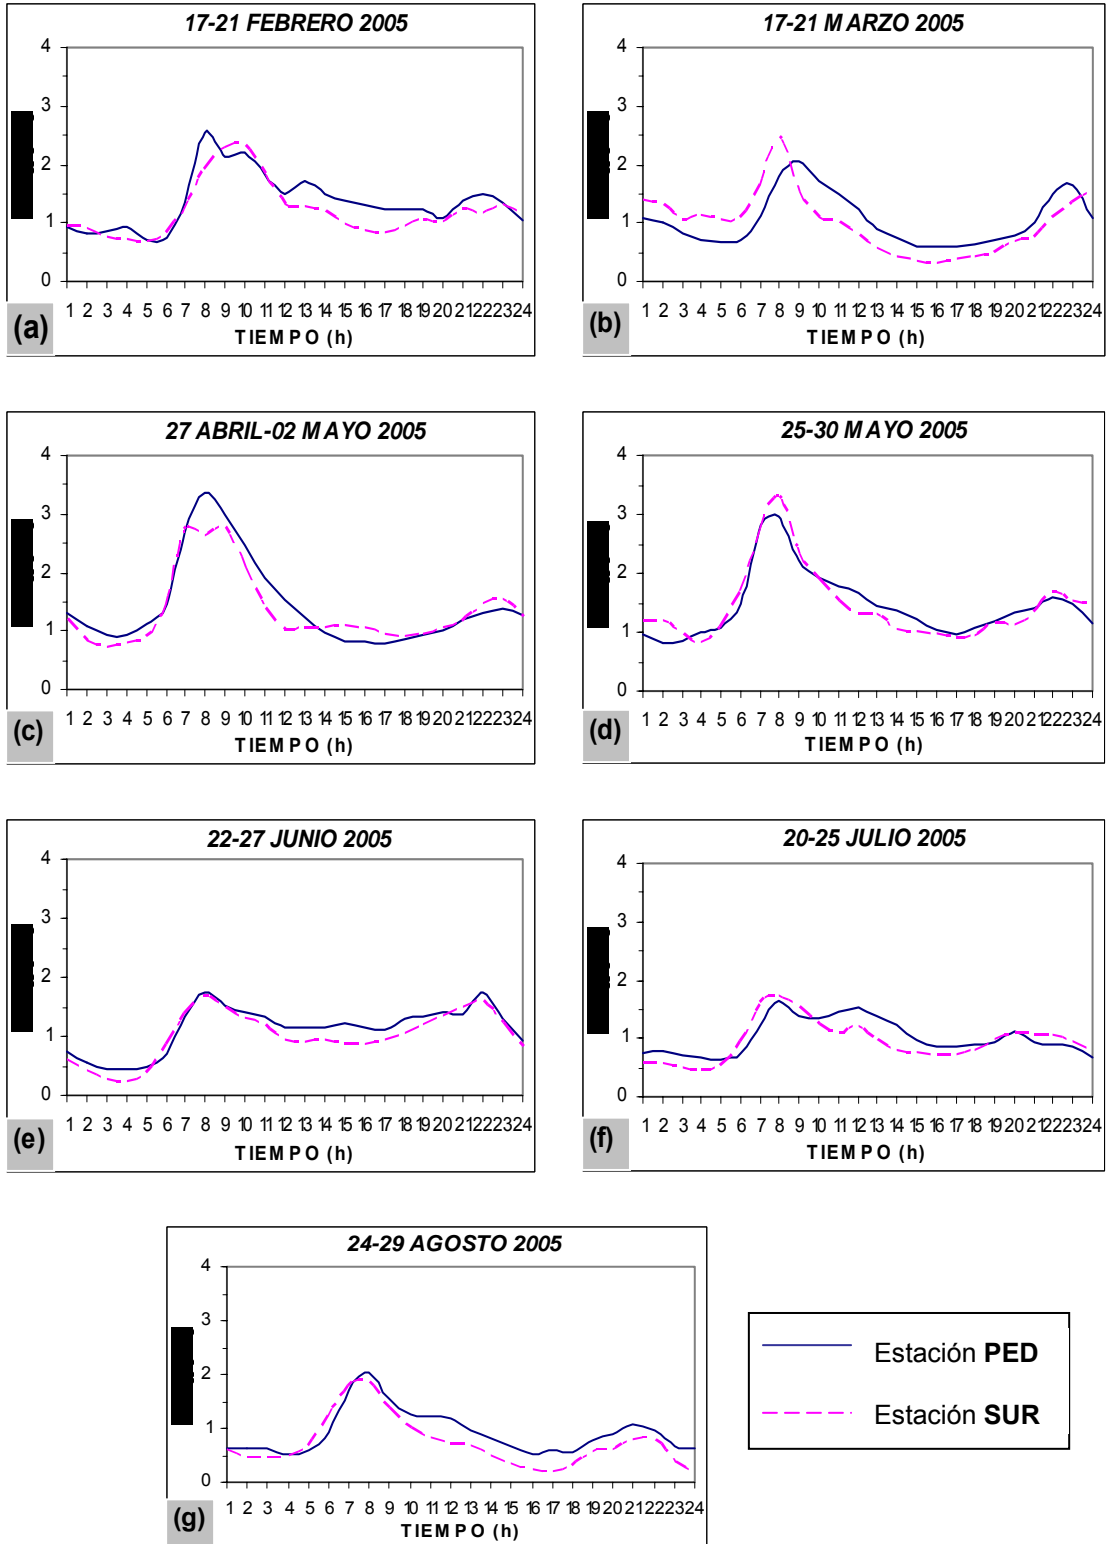 17-21 FEBRERO 2005
4
3
2
1
0
1 2 3 4 5 6 7 8 9 10 11 12 13 14 15 16 17 18 19 20 21 22 23 24
(a)
TIEMPO (h)
17-21 MARZO 2005
4
3
2
1
0
1 2 3 4 5 6 7 8 9 10 11 12 13 14 15 16 17 18 19 20 21 22 23 24
(b)
TIEMPO (h)
27 ABRIL-02 MAYO 2005
4
3
2
1
0
1 2 3 4 5 6 7 8 9 10 11 12 13 14 15 16 17 18 19 20 21 22 23 24
(c)
TIEMPO (h)
25-30 MAYO 2005
4
3
2
1
0
1 2 3 4 5 6 7 8 9 10 11 12 13 14 15 16 17 18 19 20 21 22 23 24
(d)
TIEMPO (h)
22-27 JUNIO 2005
4
3
2
1
0
1 2 3 4 5 6 7 8 9 10 11 12 13 14 15 16 17 18 19 20 21 22 23 24
(e)
TIEMPO (h)
20-25 JULIO 2005
4
3
2
1
0
1 2 3 4 5 6 7 8 9 10 11 12 13 14 15 16 17 18 19 20 21 22 23 24
(f)
TIEMPO (h)
24-29 AGOSTO 2005
4
3
2
1
0
1 2 3 4 5 6 7 8 9 10 11 12 13 14 15 16 17 18 19 20 21 22 23 24
(g)
TIEMPO (h)
Estación PED
Estación SUR